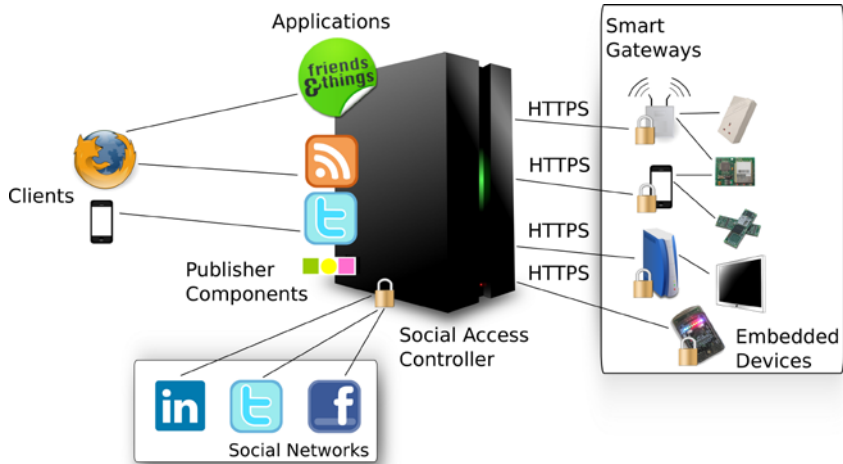 Applications
friends
&things
Smart
Gateways
HTTPS
HTTPS
HTTPS
HTTPS
Clients
Publisher
Components
Social Access
Controller
Embedded
Devices
in
t
t
f
Social Networks